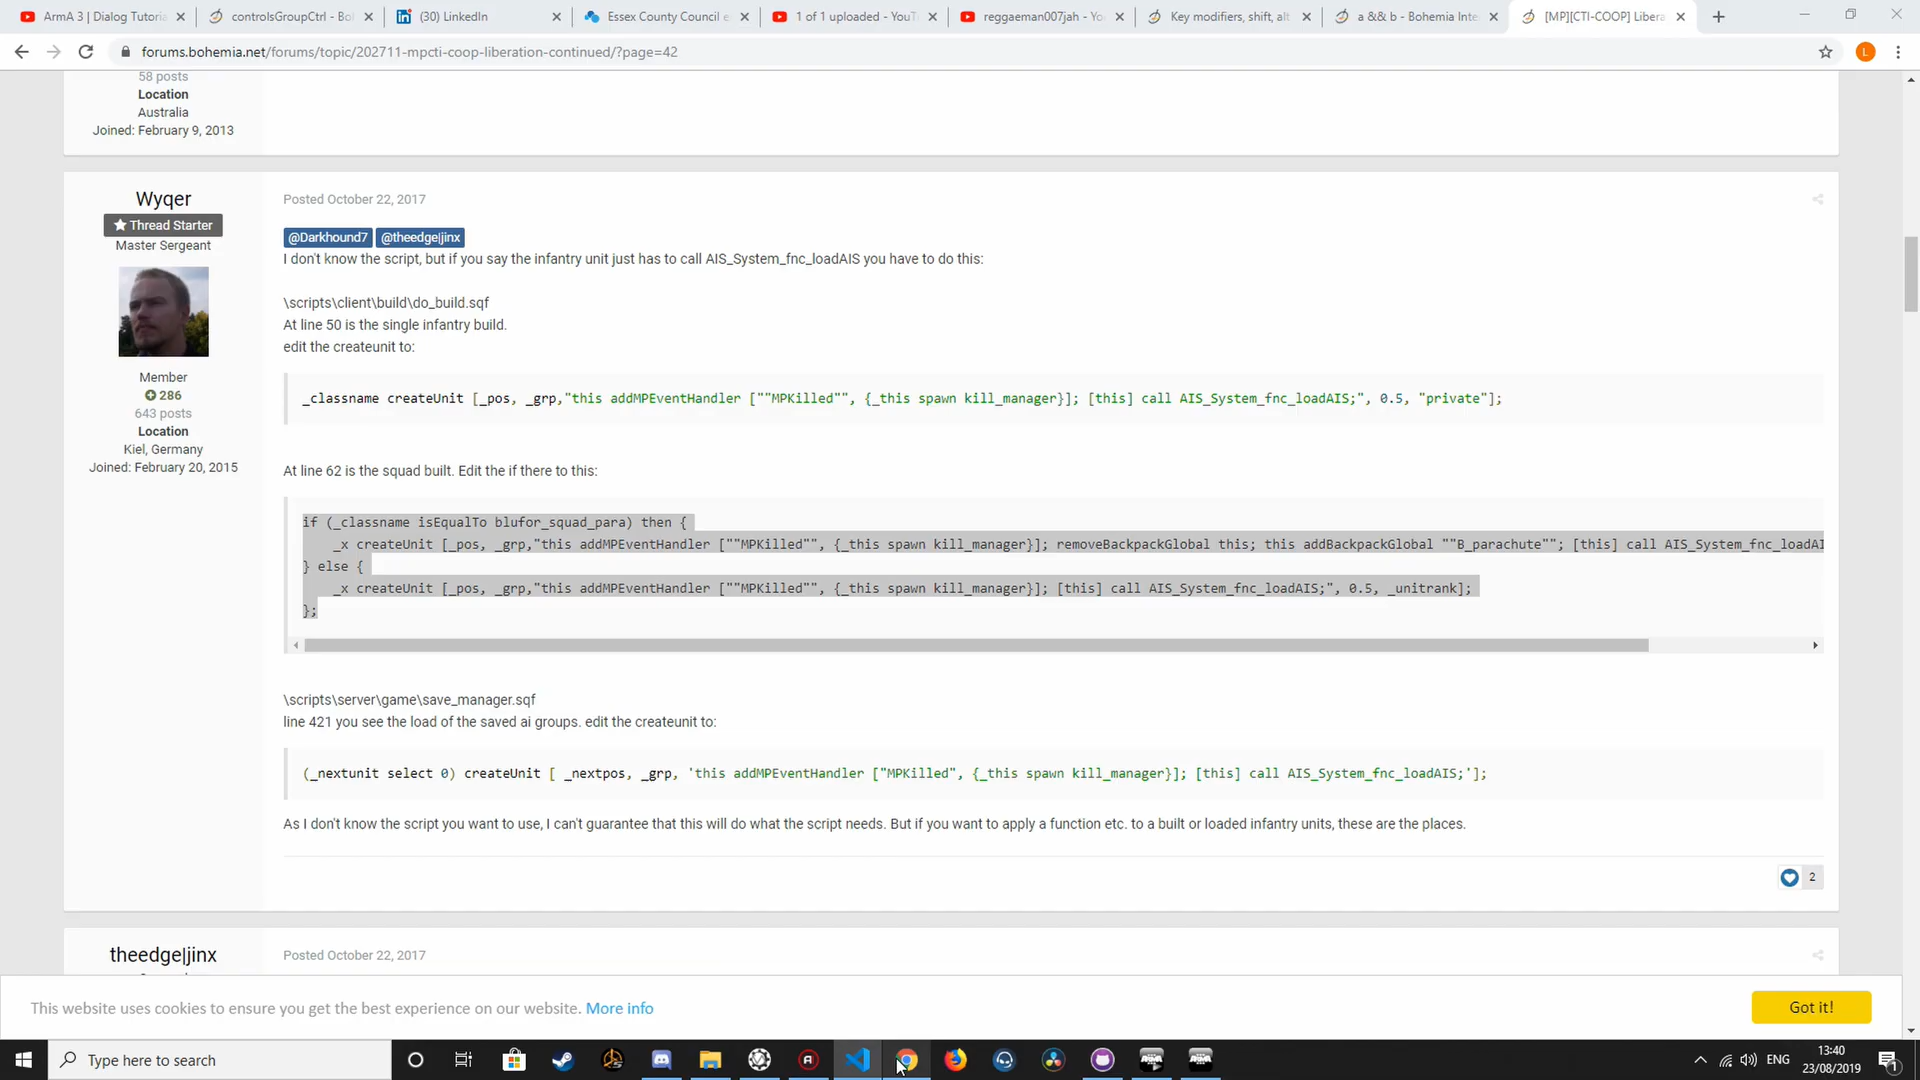 ArmA 3 | Dialog Tutoria
controlsGroupCtrl - Bo
(30) LinkedIn
Essex County Council e
1 of 1 uploaded - YouT
reggaeman007jah - Yo
Key modifiers, shift, alt
a && b - Bohemia Inte
[MP][CTI-COOP] Libera
forums.bohemia.net/forums/topic/202711-mpcti-coop-liberation-continued/?page=42
L
58 posts
Location
Australia
Joined: February 9, 2013
Wyqer
Thread Starter
Master Sergeant
Member
286
643 posts
Location
Kiel, Germany
Joined: February 20, 2015
Posted October 22, 2017
@Darkhound7 @theedge|jinx
I don't know the script, but if you say the infantry unit just has to call AIS_System_fnc_loadAIS you have to do this:
\scripts\client\build\do_build.sqf
At line 50 is the single infantry build.
edit the createunit to:
_classname createUnit [_pos, _grp,"this addMPEventHandler [""MPKilled"", {_this spawn kill_manager}]; [this] call AIS_System_fnc_loadAIS;", 0.5, "private"];
At line 62 is the squad built. Edit the if there to this:
if (_classname isEqualTo blufor_squad_para) then {
_x createUnit [_pos, _grp,"this addMPEventHandler [""MPKilled"", {_this spawn kill_manager}]; removeBackpackGlobal this; this addBackpackGlobal ""B_parachute""; [this] call AIS_System_fnc_loadAI
} else {
_x createUnit [_pos, _grp,"this addMPEventHandler [""MPKilled"", {_this spawn kill_manager}]; [this] call AIS_System_fnc_loadAIS;", 0.5, _unitrank];
};
\scripts\server\game\save_manager.sqf
line 421 you see the load of the saved ai groups. edit the createunit to:
(_nextunit select 0) createUnit [ _nextpos, _grp, 'this addMPEventHandler ["MPKilled", {_this spawn kill_manager}]; [this] call AIS_System_fnc_loadAIS;'];
As I don't know the script you want to use, I can't guarantee that this will do what the script needs. But if you want to apply a function etc. to a built or loaded infantry units, these are the places.
2
theedge|jinx
Posted October 22, 2017
This website uses cookies to ensure you get the best experience on our website. More info
Got it!
Type here to search
ENG
13:40
23/08/2019
1